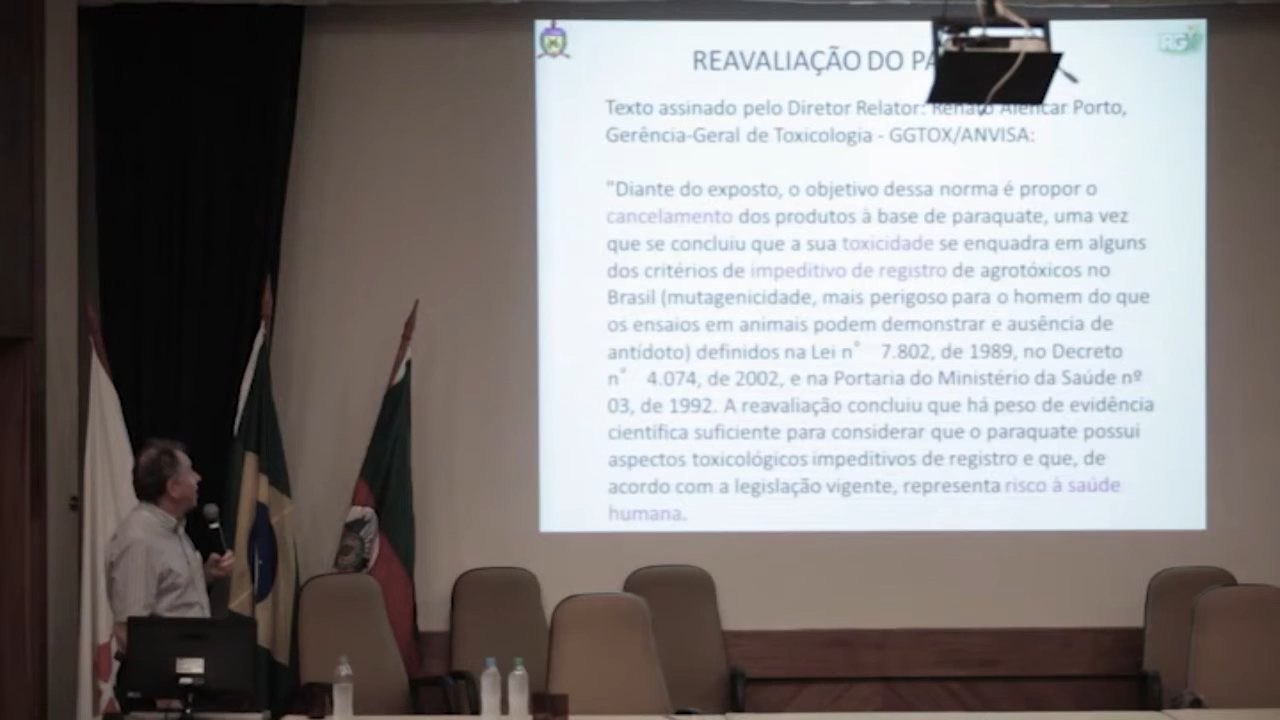 REAVALIAÇÃO DO
Texto assinado pelo Diretor Relator: Renato Alencar Porto,
Gerência-Geral de Toxicologia - GGTOX/ANVISA:
"Diante do exposto, o objetivo dessa norma é propor o
cancelamento dos produtos à base de paraquate, uma vez
que se concluiu que a sua toxicidade se enquadra em alguns
dos critérios de impeditivo de registro de agrotóxicos no
Brasil (mutagenicidade, mais perigoso para o homem do que
os ensaios em animais podem demonstrar e ausência de
antídoto) definidos na Lei n° 7.802, de 1989, no Decreto
n° 4.074, de 2002, e na Portaria do Ministério da Saúde nº
03, de 1992. A reavaliação concluiu que há peso de evidência
científica suficiente para considerar que o paraquate possui
aspectos toxicológicos impeditivos de registro e que, de
acordo com a legislação vigente, representa risco à saúde
humana.
RG